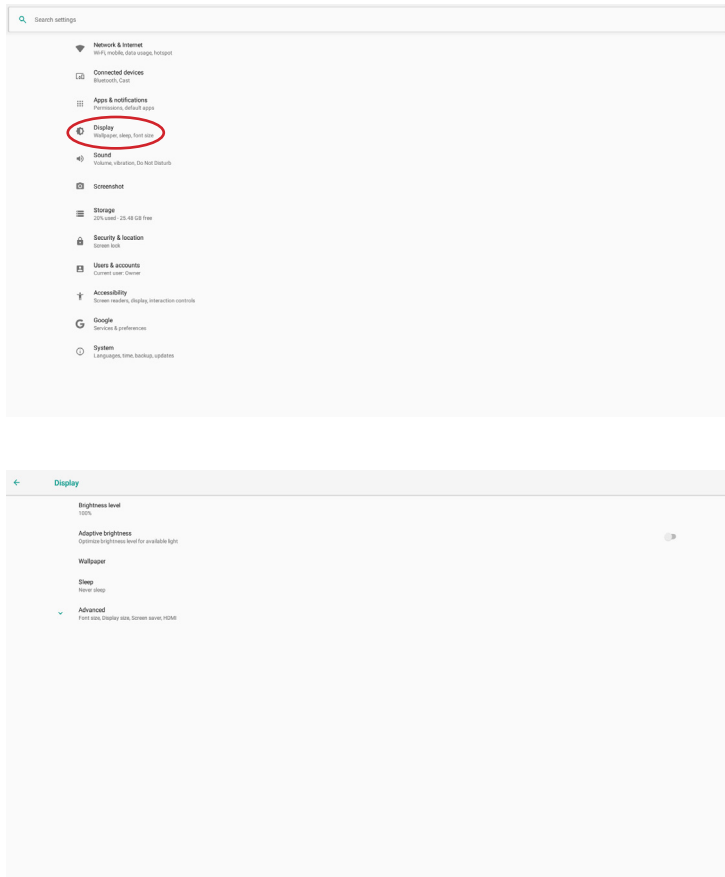 Search settings
Network & Internet
Wi-Fi, mobile, data usage, hotspot
Connected devices
Bluetooth, Cast
Apps & notifications
Permissions, default apps
Display
Wallpaper, sleep, font size
Sound
Volume, vibration, Do Not Disturb
Screenshot
Storage
20% used - 25.48 GB free
Security & location
Screen lock
Users & accounts
Current user: Owner
Accessibility
Screen readers, display, interaction controls
Google
Services & preferences
System
Languages, time, backup, updates
Display
Brightness level
100%
Adaptive brightness
Optimize brightness level for available light
Wallpaper
Sleep
Never sleep
Advanced
Font size, Display size, Screen saver, HDMI